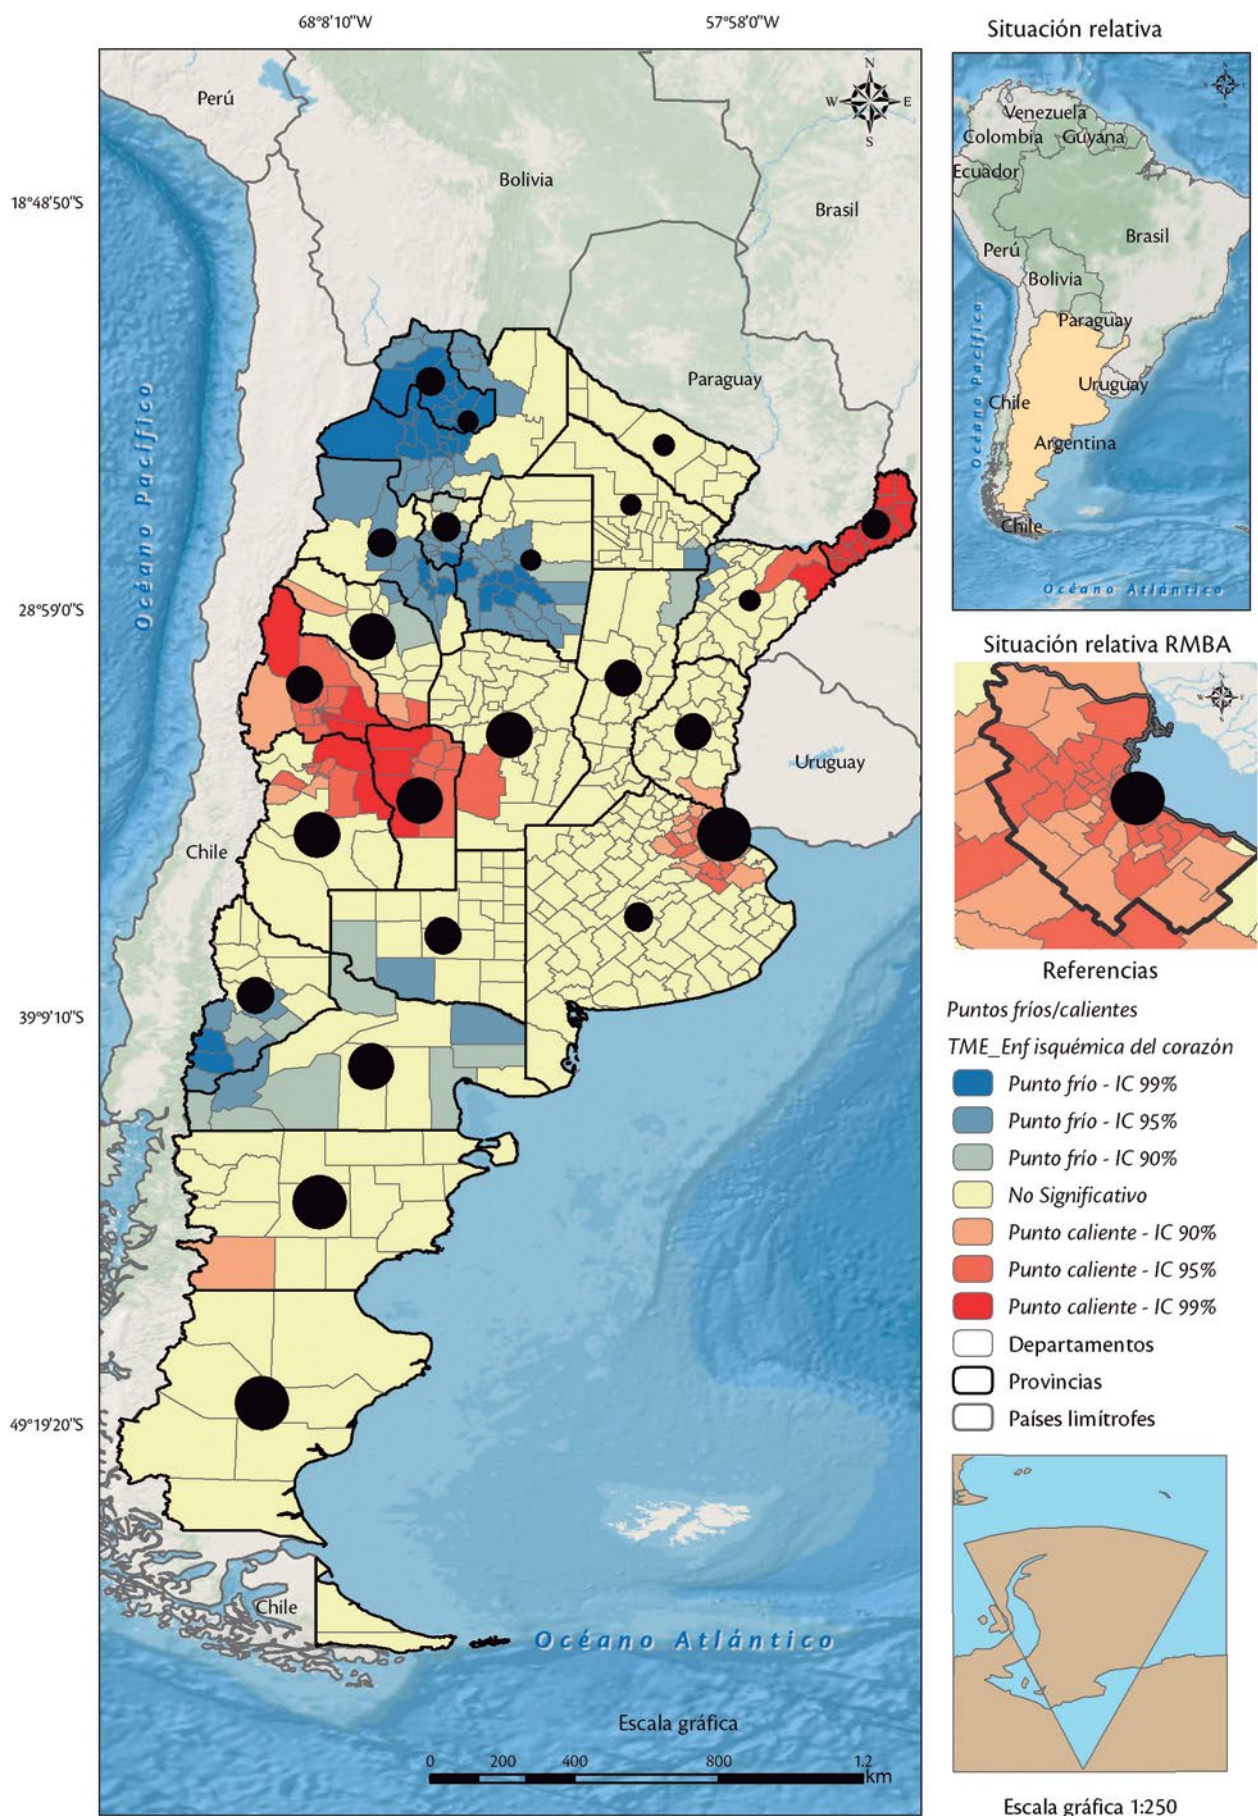 68°8'10"W
57°58'0"W
18°48'50"S
28°59'0"S
39°9'10"S
49°19'20"S
Perú
Bolivia
Brasil
Paraguay
Uruguay
Chile
Chile
Océano Pacífico
Océano Atlántico
N
W
E
S
Escala gráfica
0
200
400
800
1.2
km
Situación relativa
N
W
E
S
Venezuela
Colombia
Guyana
Ecuador
Perú
Brasil
Bolivia
Paraguay
Uruguay
Chile
Argentina
Chile
Océano Pacífico
Océano Atlántico
Situación relativa RMBA
N
W
E
S
Referencias
Puntos fríos/calientes
TME_Enf isquémica del corazón
Punto frío - IC 99%
Punto frío - IC 95%
Punto frío - IC 90%
No Significativo
Punto caliente - IC 90%
Punto caliente - IC 95%
Punto caliente - IC 99%
Departamentos
Provincias
Países limítrofes
Escala gráfica 1:250